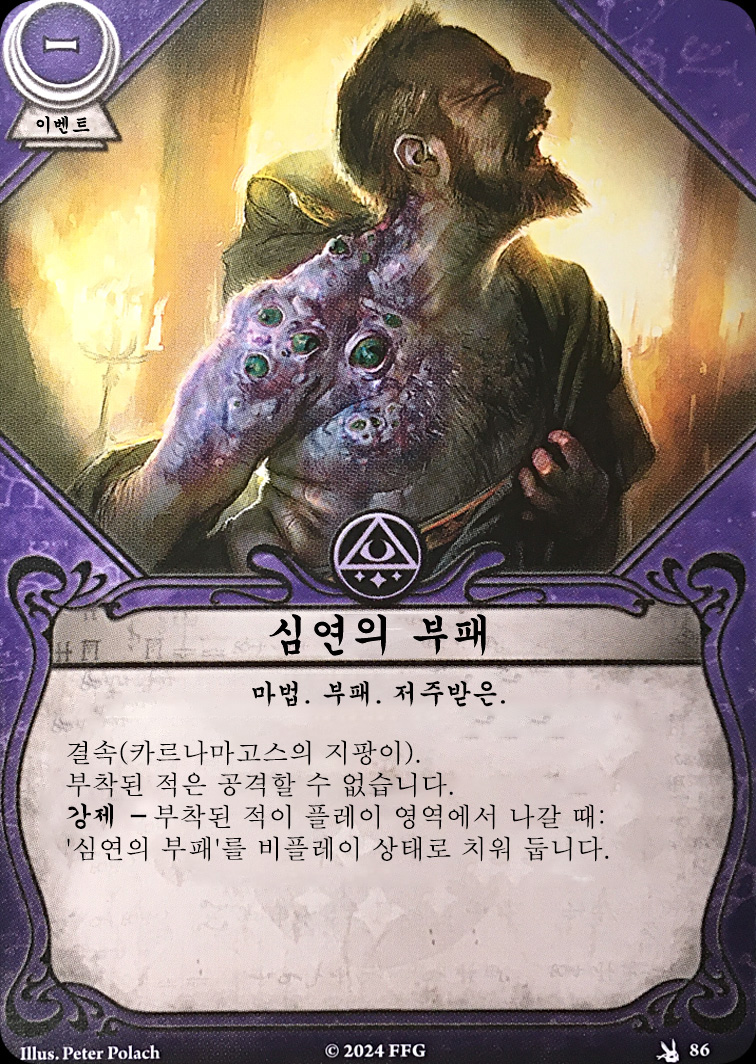 –
이벤트
심연의 부패
마법. 부패. 저주받은.
결속(카르나마고스의 지팡이).
부착된 적은 공격할 수 없습니다.
강제 – 부착된 적이 플레이 영역에서 나갈 때:
'심연의 부패'를 비플레이 상태로 치워 둡니다.
Illus. Peter Polach
© 2024 FFG
86